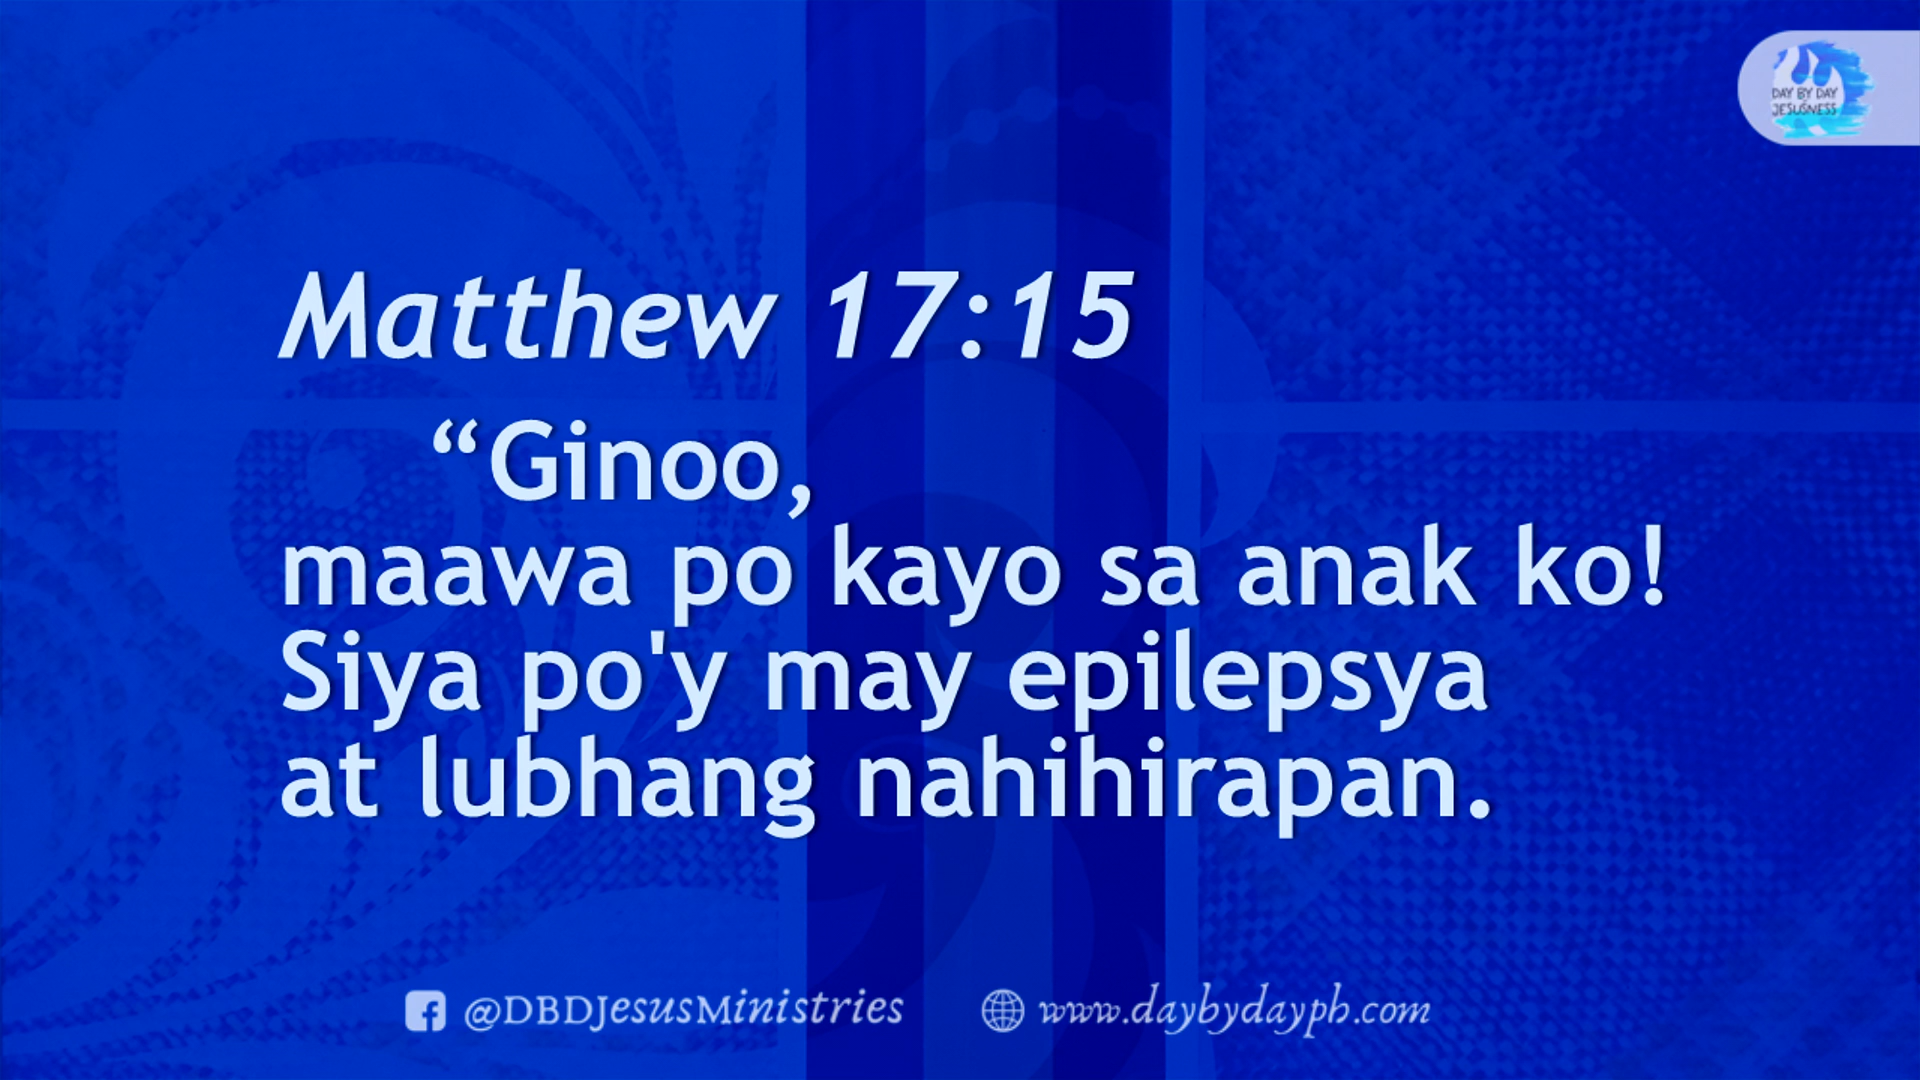 DAY BY DAY
JESUSNESS
Matthew 17:15
“Ginoo,
maawa po kayo sa anak ko!
Siya po'y may epilepsya
at lubhang nahihirapan.
@DBDJesusMinistries www.daybydayph.com